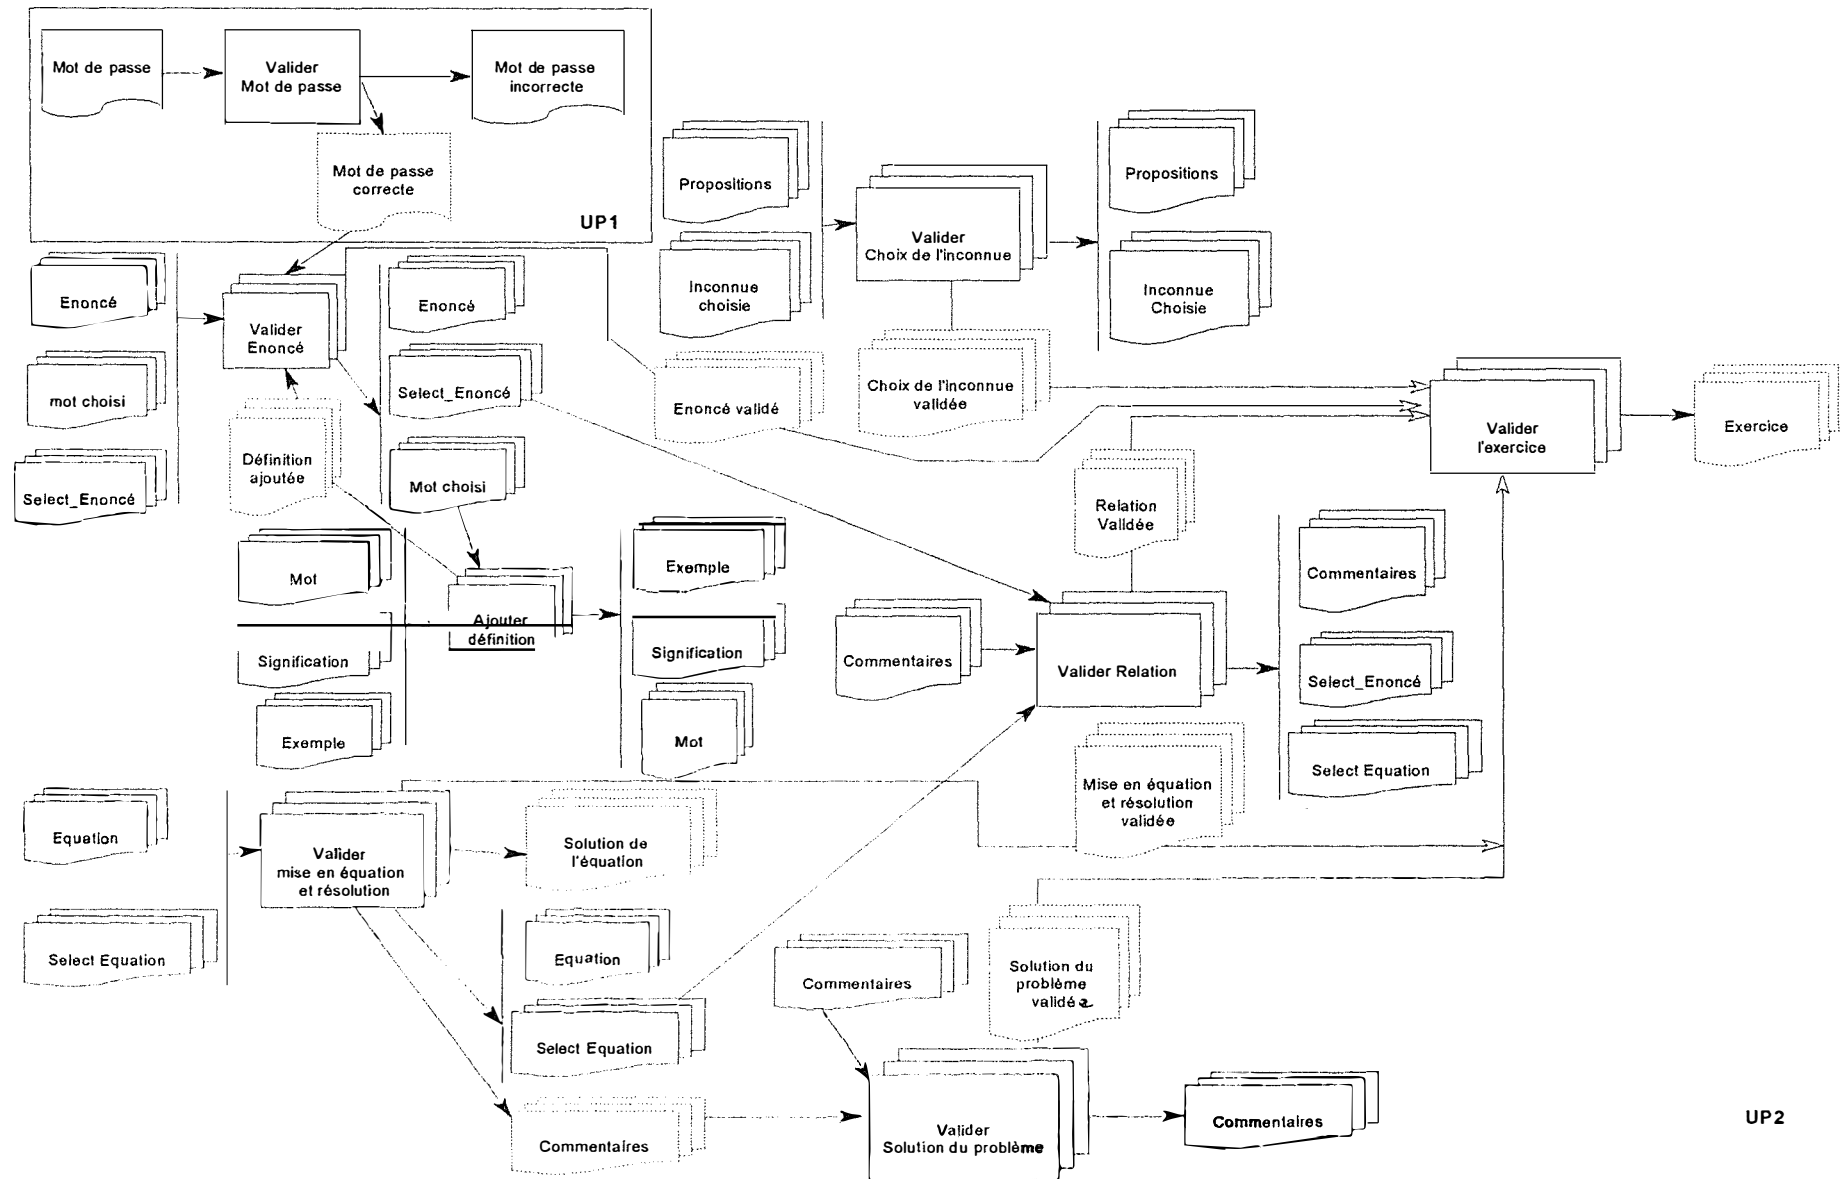 Mot de passe
Valider
Mot de passe
Mot de passe
incorrecte
Mot de passe
correcte
UP1
Propositions
Inconnue
choisie
Valider
Choix de l'inconnue
Propositions
Inconnue
Choisie
Enoncé
mot choisi
Select_Enoncé
Valider
Enoncé
Enoncé
Select_Enoncé
Mot choisi
Définition
ajoutée
Enoncé validé
Choix de l'inconnue
validée
Valider
l'exercice
Exercice
Relation
Validée
Mot
Signification
Exemple
Ajouter
définition
Exemple
Signification
Mot
Commentaires
Valider Relation
Commentaires
Select_Enoncé
Select Equation
Mise en équation
et résolution
validée
Equation
Select Equation
Valider
mise en équation
et résolution
Solution de
l'équation
Equation
Select Equation
Commentaires
Commentaires
Solution du
problème
validée
Valider
Solution du problème
Commentaires
UP2